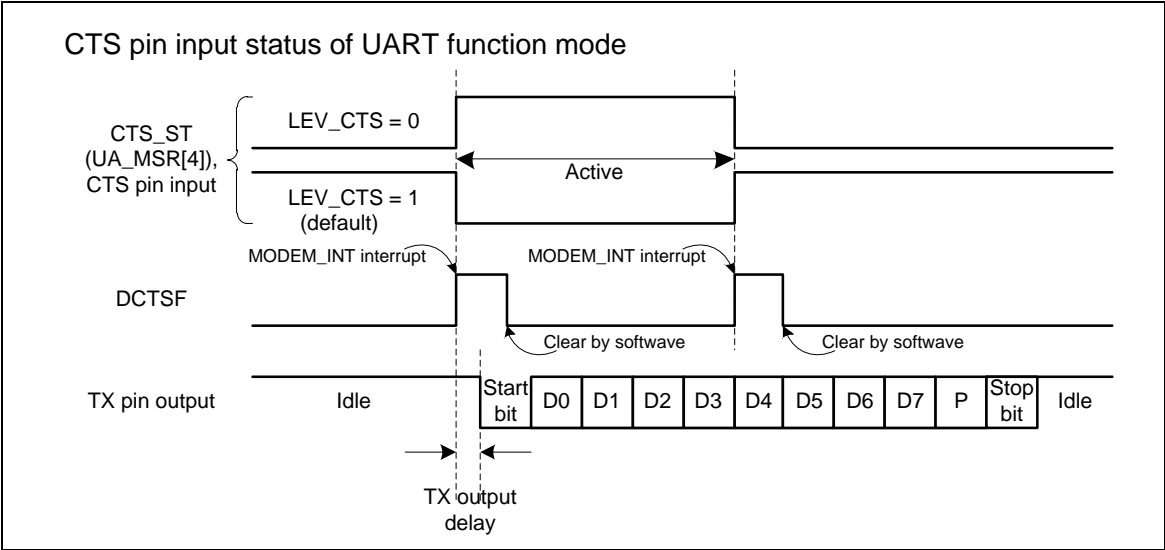 CTS pin input status of UART function mode
CTS_ST
(UA_MSR[4]),
CTS pin input
LEV_CTS = 0
Active
LEV_CTS = 1
(default)
MODEM_INT interrupt
MODEM_INT interrupt
DCTSF
Clear by softwave
Clear by softwave
TX pin output
Idle
Start
bit
D0
D1
D2
D3
D4
D5
D6
D7
P
Stop
bit
Idle
TX output
delay